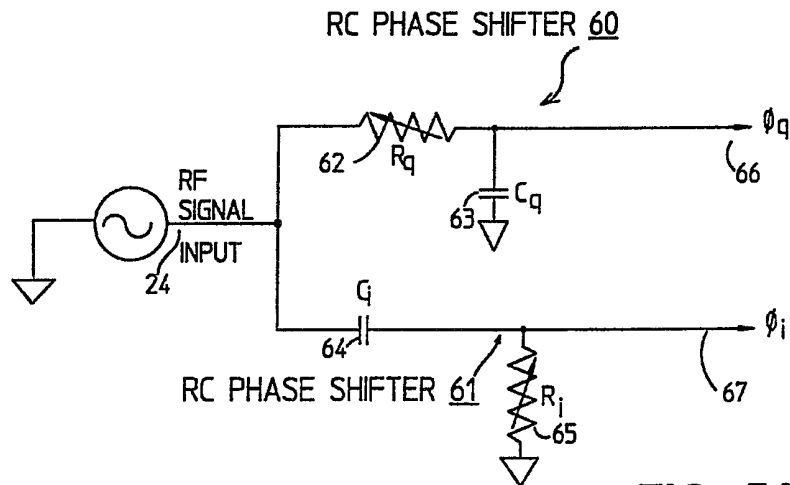 RC PHASE SHIFTER 60
ϕq
62
Rq
66
RF
SIGNAL
INPUT
63
Cq
24
Ci
ϕi
64
RC PHASE SHIFTER 61
Ri
65
67